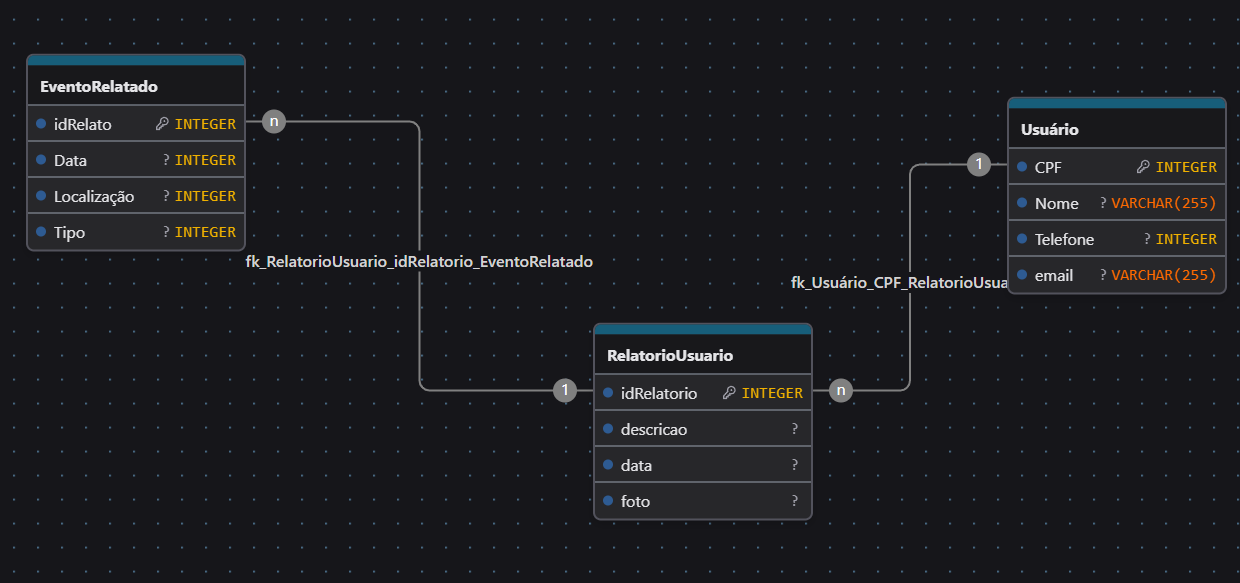 EventoRelatado
idRelato INTEGER
Data ? INTEGER
Localização ? INTEGER
Tipo ? INTEGER
n
fk_RelatorioUsuario_idRelatorio_EventoRelatado
1
RelatorioUsuario
idRelatorio INTEGER
descricao ?
data ?
foto ?
n
fk_Usuário_CPF_RelatorioUsua
1
Usuário
CPF INTEGER
Nome ? VARCHAR(255)
Telefone ? INTEGER
email ? VARCHAR(255)